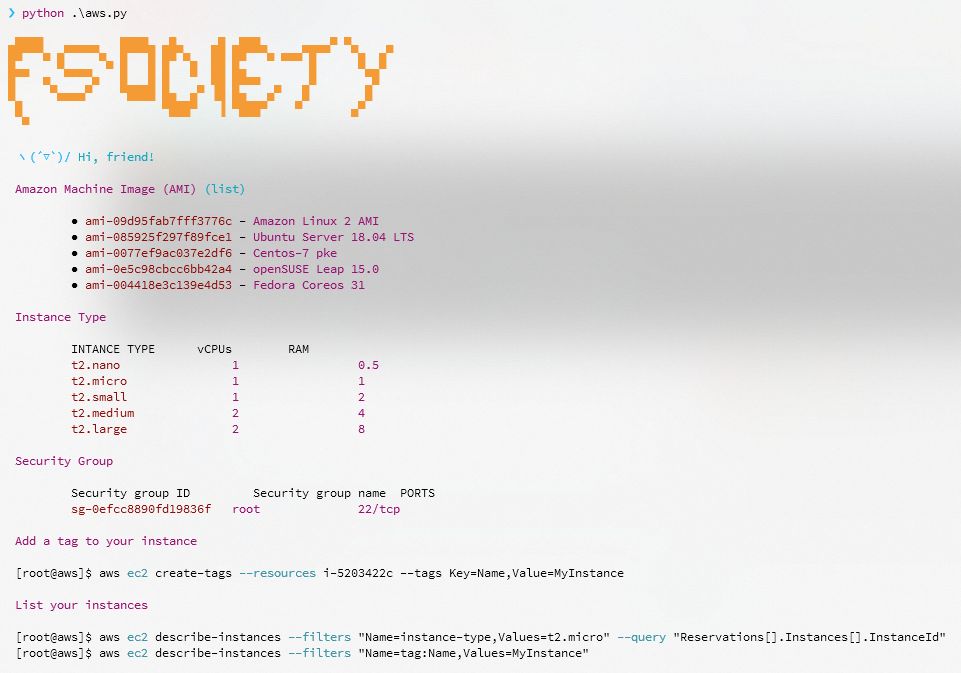 ❯ python .\aws.py
FSOCIETY
ヽ(´▽`)/ Hi, friend!
Amazon Machine Image (AMI) (list)
● ami-09d95fab7fff3776c – Amazon Linux 2 AMI
● ami-085925f297f89fce1 – Ubuntu Server 18.04 LTS
● ami-0077ef9ac037e2df6 – Centos-7 pke
● ami-0e5c98cbcc6bb42a4 – openSUSE Leap 15.0
● ami-004418e3c139e4d53 – Fedora Coreos 31
Instance Type
INTANCE TYPE vCPUs RAM
t2.nano 1 0.5
t2.micro 1 1
t2.small 1 2
t2.medium 2 4
t2.large 2 8
Security Group
Security group ID Security group name PORTS
sg-0efcc8890fd19836f root 22/tcp
Add a tag to your instance
[root@aws]$ aws ec2 create-tags --resources i-5203422c --tags Key=Name,Value=MyInstance
List your instances
[root@aws]$ aws ec2 describe-instances --filters "Name=instance-type,Values=t2.micro" --query "Reservations[].Instances[].InstanceId"
[root@aws]$ aws ec2 describe-instances --filters "Name=tag:Name,Values=MyInstance"